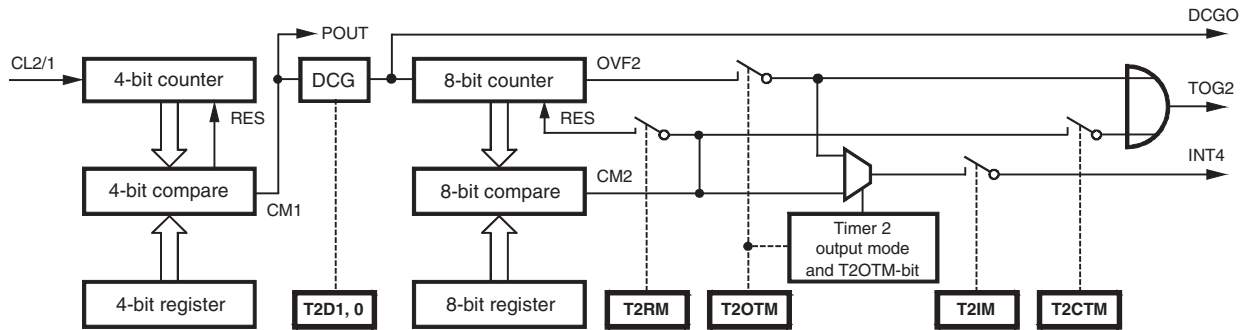 DCGO
POUT
CL2/1
4-bit counter
DCG
8-bit counter
OVF2
TOG2
RES
RES
INT4
4-bit compare
CM1
8-bit compare
CM2
Timer 2
output mode
and T2OTM-bit
4-bit register
T2D1, 0
8-bit register
T2RM
T2OTM
T2IM
T2CTM